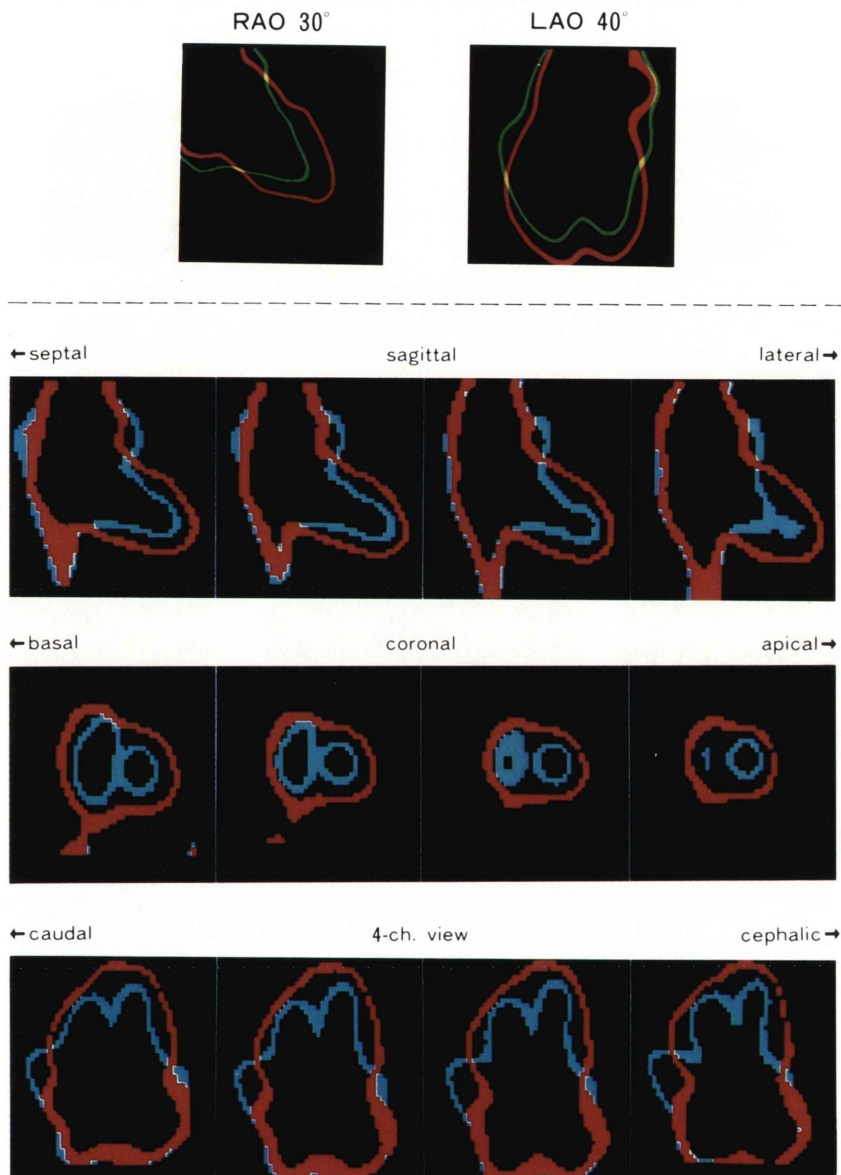 RAO 30° LAO 40°
←septal sagittal lateral→
←basal coronal apical→
←caudal 4-ch. view cephalic→